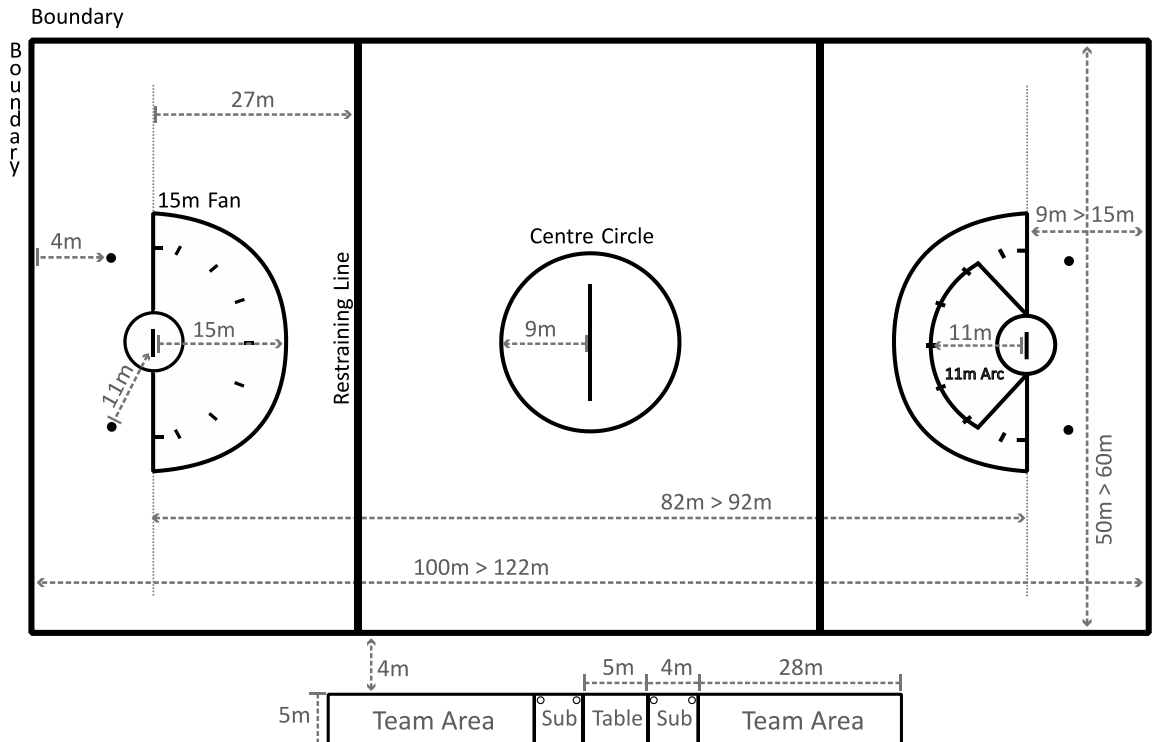 Boundary
Boundary
27m
15m Fan
4m
9m > 15m
Centre Circle
Restraining Line
15m
9m
11m
11m
11m Arc
50m > 60m
82m > 92m
100m > 122m
4m
5m
4m
28m
5m
Team Area
Sub
Table
Sub
Team Area